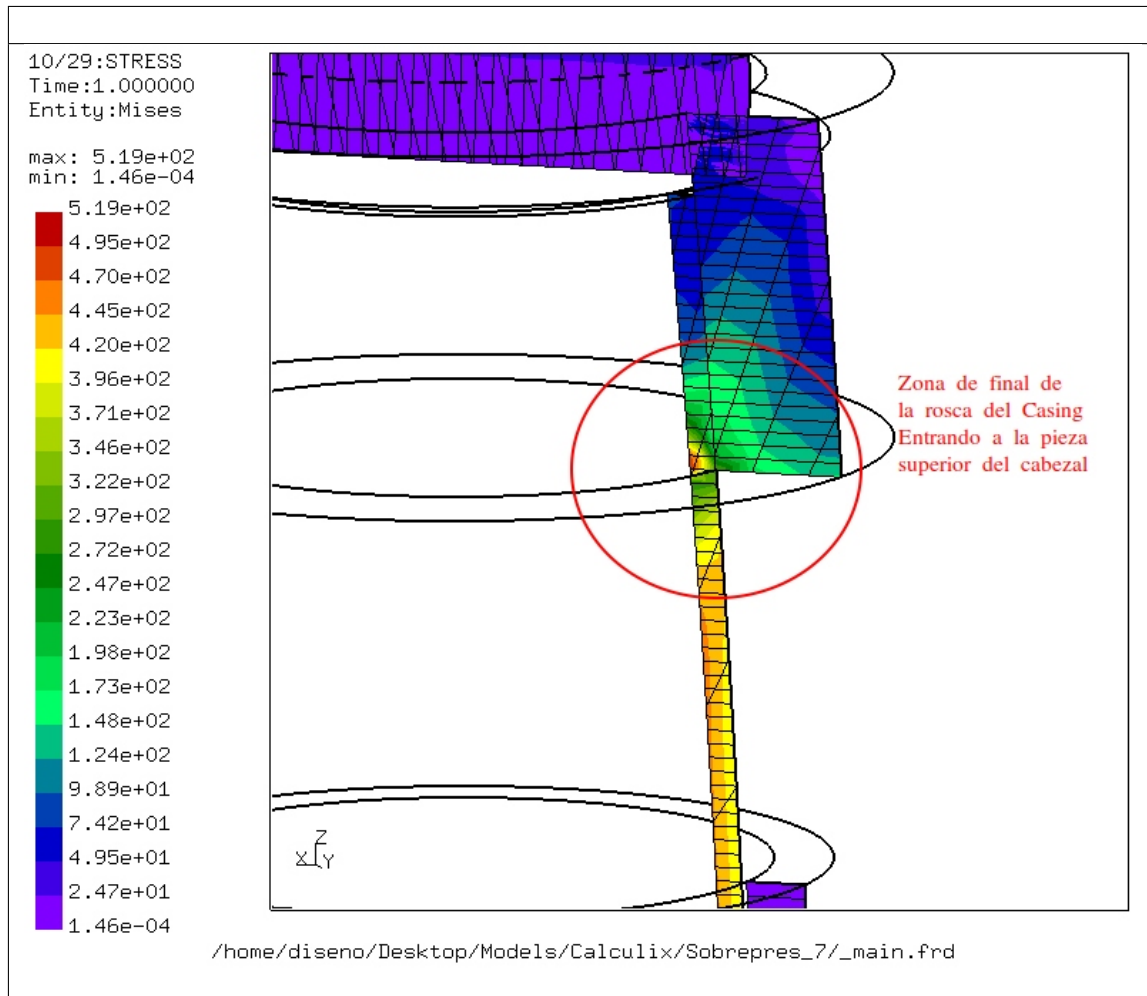 10/29:STRESS
Time:1.000000
Entity:Mises
max: 5.19e+02
min: 1.46e-04
5.19e+02
4.95e+02
4.70e+02
4.45e+02
4.20e+02
3.96e+02
3.71e+02
3.46e+02
3.22e+02
2.97e+02
2.72e+02
2.47e+02
2.23e+02
1.98e+02
1.73e+02
1.48e+02
1.24e+02
9.89e+01
7.42e+01
4.95e+01
2.47e+01
1.46e-04
Zona de final de
la rosca del Casing
Entrando a la pieza
superior del cabezal
Z
X Y
/home/diseno/Desktop/Models/Calculix/Sobrepres_7/_main.frd